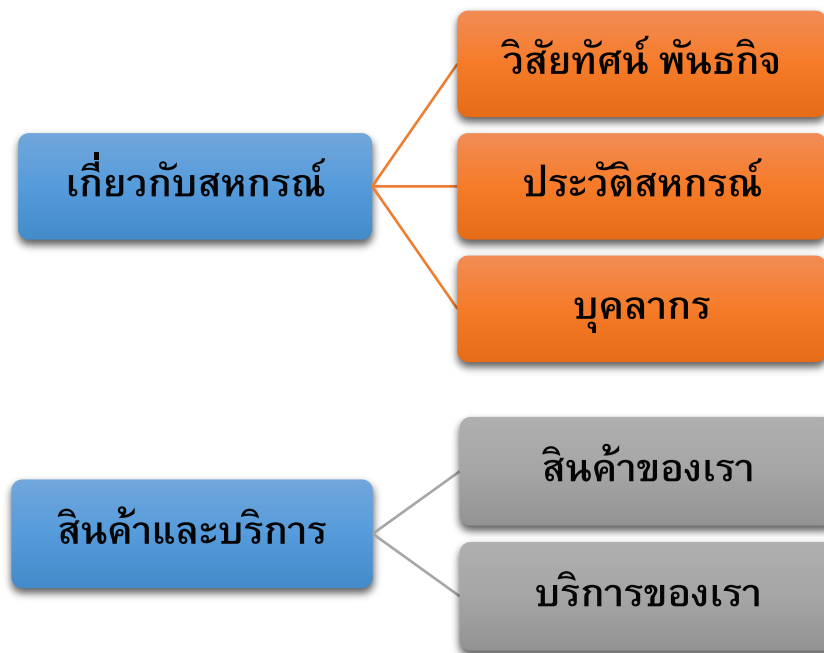 เกี่ยวกับสหกรณ์
วิสัยทัศน์ พันธกิจ
ประวัติสหกรณ์
บุคลากร
สินค้าและบริการ
สินค้าของเรา
บริการของเรา